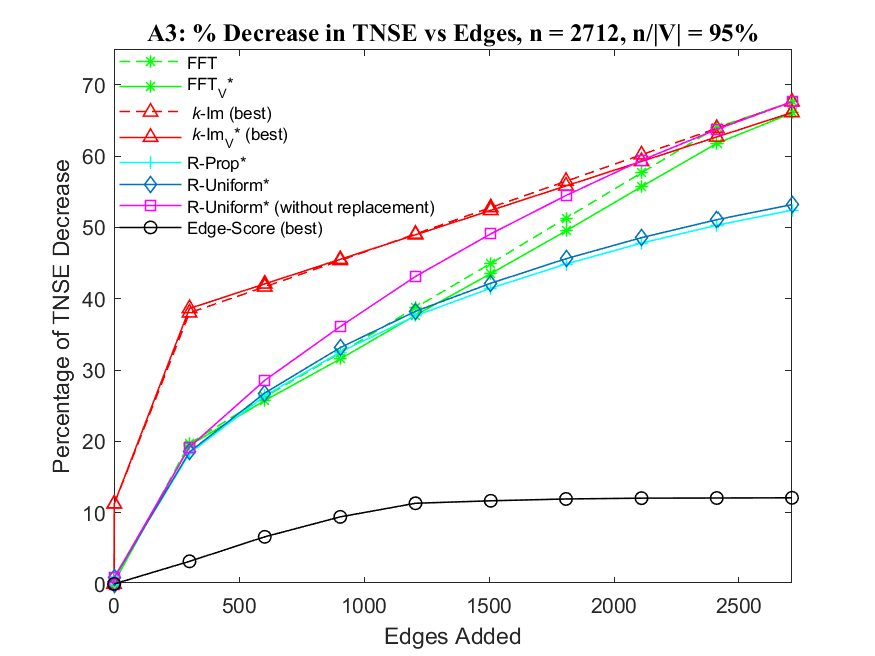 A3: % Decrease in TNSE vs Edges, n = 2712, n/|V| = 95%
FFT
FFT_V*
k-Im (best)
k-Im_V* (best)
R-Prop*
R-Uniform*
R-Uniform* (without replacement)
Edge-Score (best)
Percentage of TNSE Decrease
70
60
50
40
30
20
10
0
0 500 1000 1500 2000 2500
Edges Added